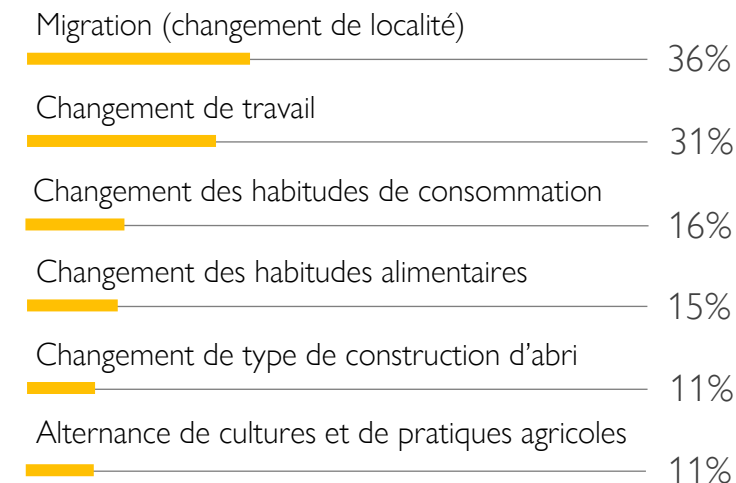 Migration (changement de localité)
36%
Changement de travail
31%
Changement des habitudes de consommation
16%
Changement des habitudes alimentaires
15%
Changement de type de construction d’abri
11%
Alternance de cultures et de pratiques agricoles
11%